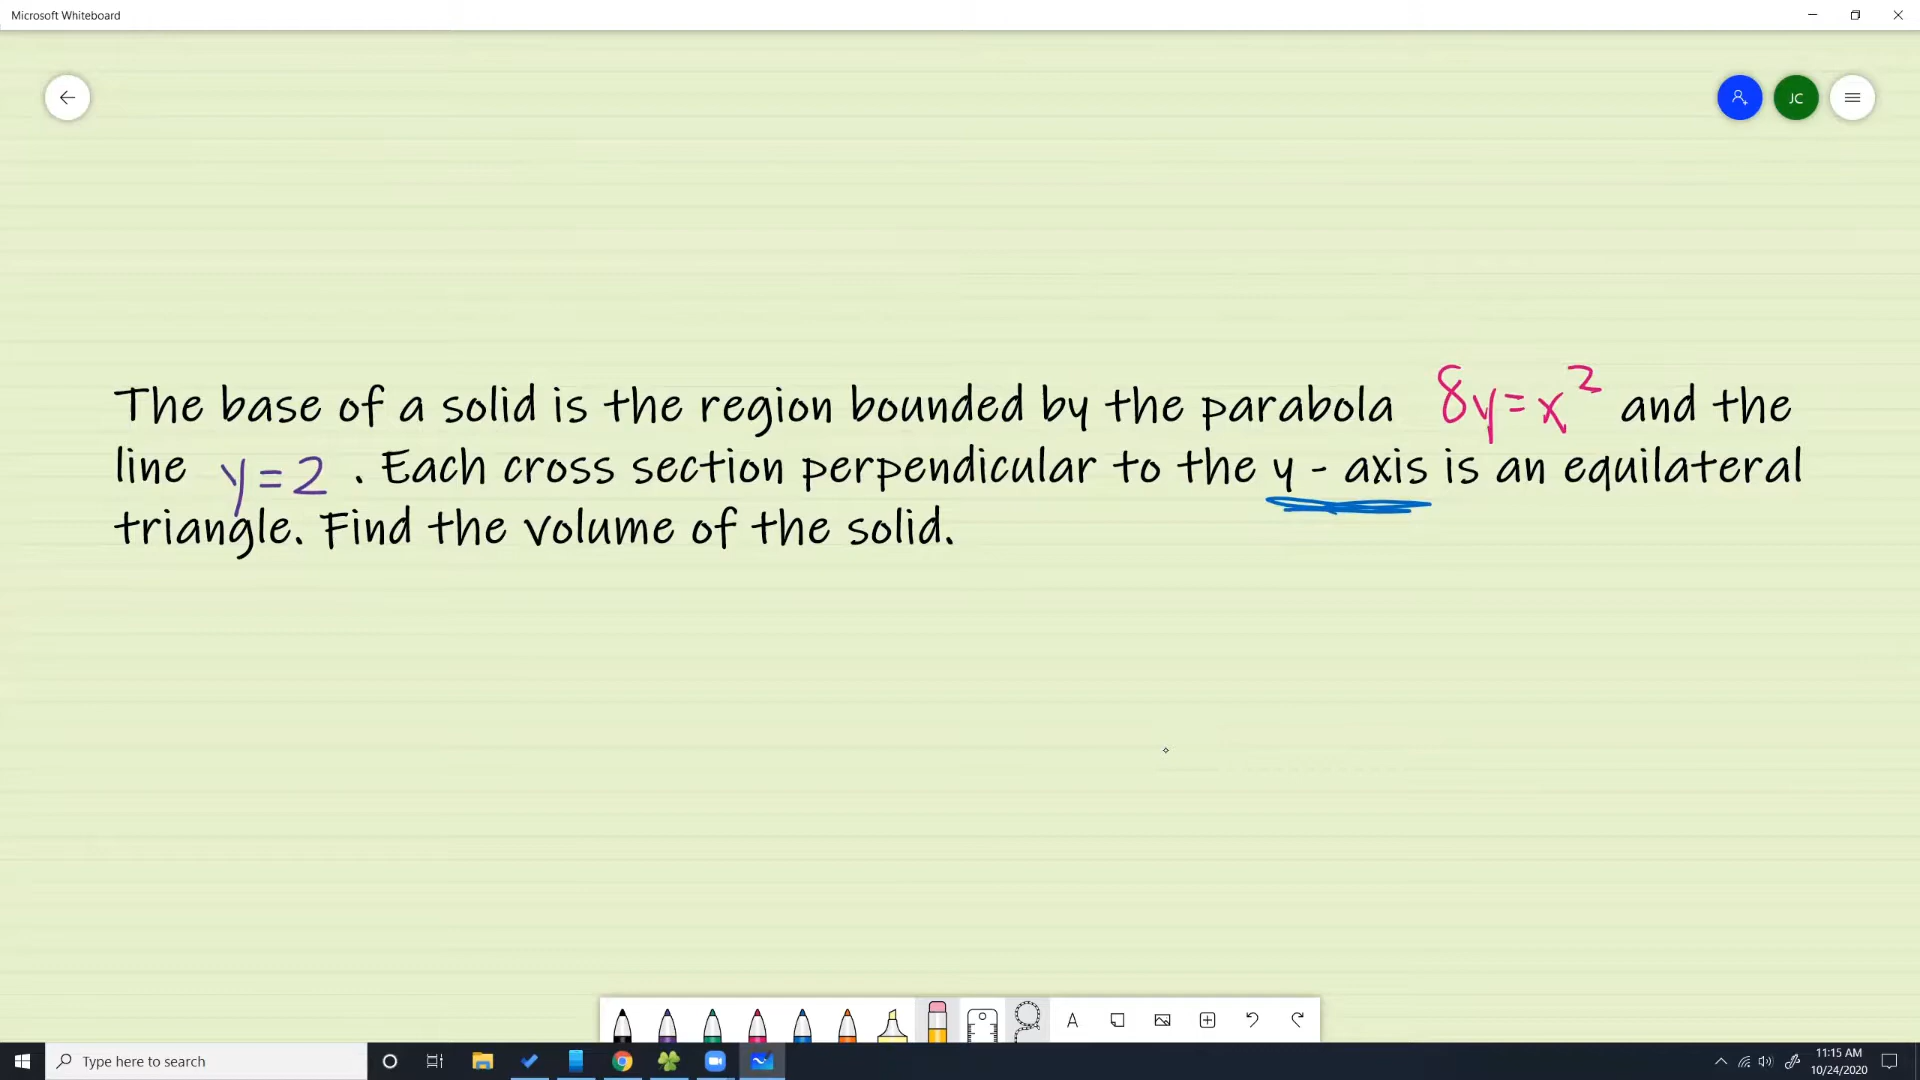 Microsoft Whiteboard
JC
The base of a solid is the region bounded by the parabola 8y=x² and the
line y=2 . Each cross section perpendicular to the y - axis is an equilateral
triangle. Find the volume of the solid.
A
Type here to search
11:15 AM
10/24/2020